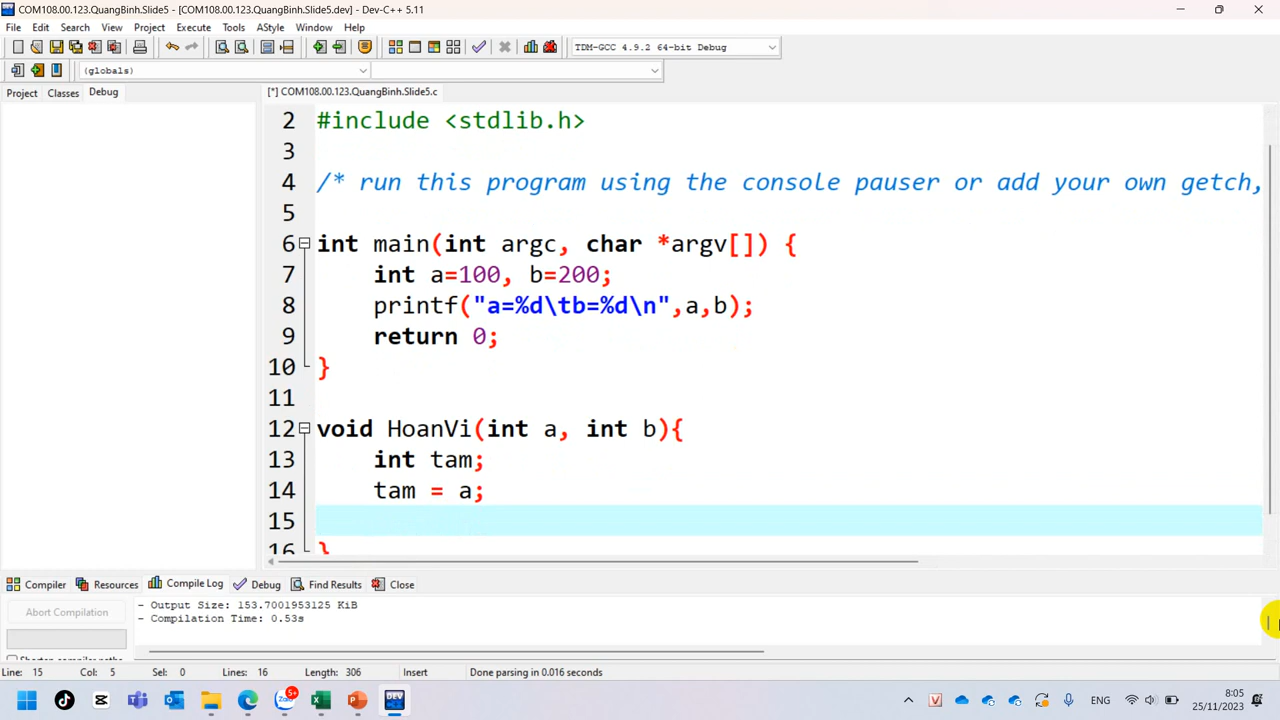 COM108.00.123.QuangBinh.Slide5 - [COM108.00.123.QuangBinh.Slide5.dev] - Dev-C++ 5.11
File Edit Search View Project Execute Tools AStyle Window Help
TDM-GCC 4.9.2 64-bit Debug
(globals)
Project Classes Debug
[*] COM108.00.123.QuangBinh.Slide5.c
2 #include <stdlib.h>
3
4 /* run this program using the console pauser or add your own getch,
5
6 int main(int argc, char *argv[]) {
7 int a=100, b=200;
8 printf("a=%d\tb=%d\n",a,b);
9 return 0;
10 }
11
12 void HoanVi(int a, int b){
13 int tam;
14 tam = a;
15
16 }
Compiler Resources Compile Log Debug Find Results Close
Abort Compilation
- Output Size: 153.7001953125 KiB
- Compilation Time: 0.53s
Shorten compiler paths
Line: 15 Col: 5 Sel: 0 Lines: 16 Length: 306 Insert Done parsing in 0.016 seconds
5+
ENG
8:05
25/11/2023